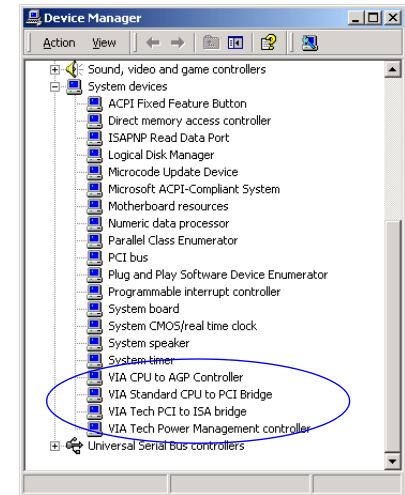 Device Manager
Action View
Sound, video and game controllers
System devices
ACPI Fixed Feature Button
Direct memory access controller
ISAPNP Read Data Port
Logical Disk Manager
Microcode Update Device
Microsoft ACPI-Compliant System
Motherboard resources
Numeric data processor
Parallel Class Enumerator
PCI bus
Plug and Play Software Device Enumerator
Programmable interrupt controller
System board
System CMOS/real time clock
System speaker
System timer
VIA CPU to AGP Controller
VIA Standard CPU to PCI Bridge
VIA Tech PCI to ISA bridge
VIA Tech Power Management controller
Universal Serial Bus controllers